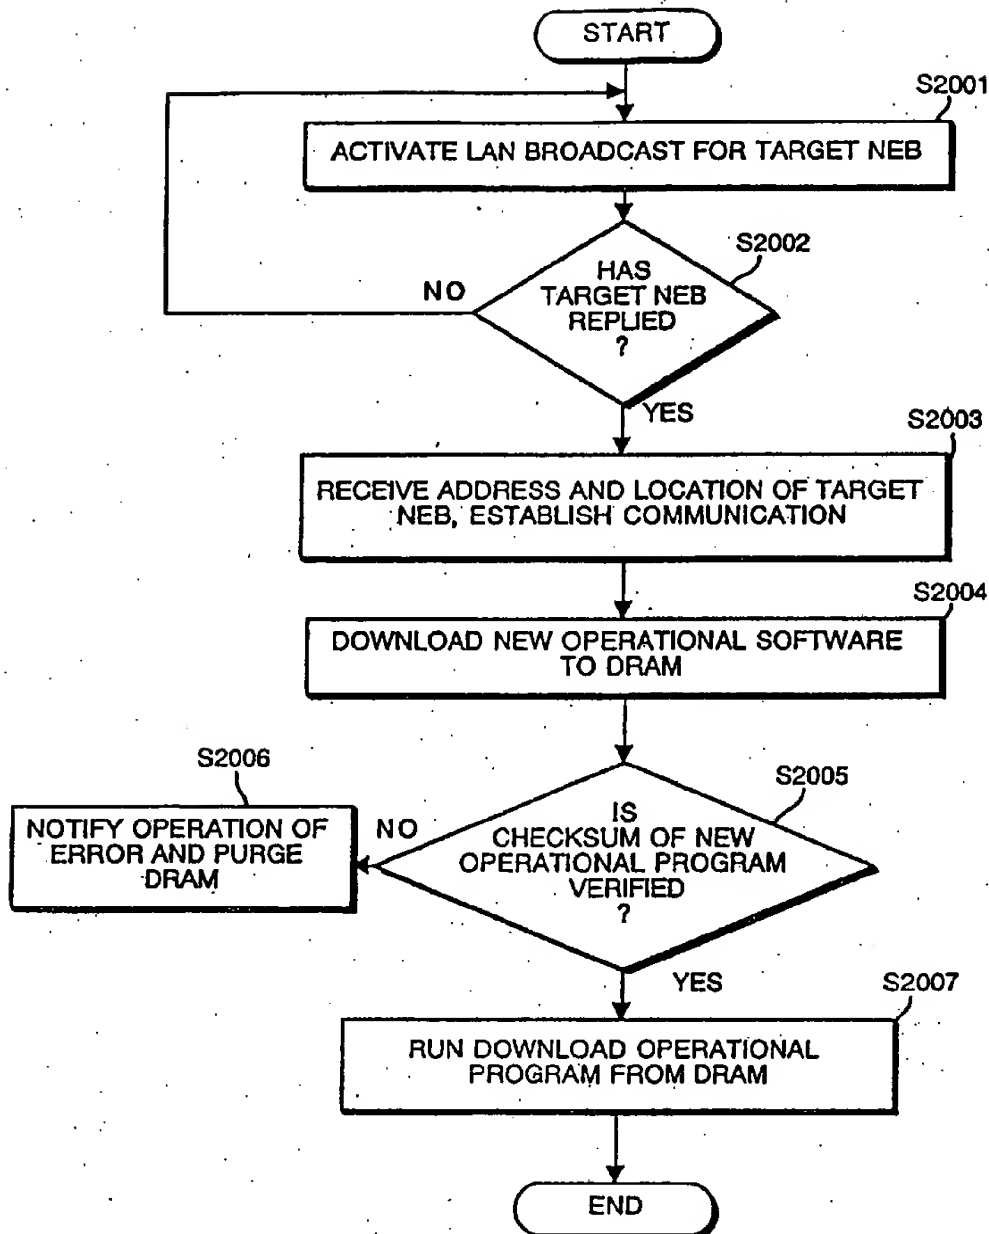 START
S2001
ACTIVATE LAN BROADCAST FOR TARGET NEB
S2002
HAS
TARGET NEB
REPLIED
?
NO
YES
S2003
RECEIVE ADDRESS AND LOCATION OF TARGET
NEB, ESTABLISH COMMUNICATION
S2004
DOWNLOAD NEW OPERATIONAL SOFTWARE
TO DRAM
S2005
IS
CHECKSUM OF NEW
OPERATIONAL PROGRAM
VERIFIED
?
NO
S2006
NOTIFY OPERATION OF
ERROR AND PURGE
DRAM
YES
S2007
RUN DOWNLOAD OPERATIONAL
PROGRAM FROM DRAM
END